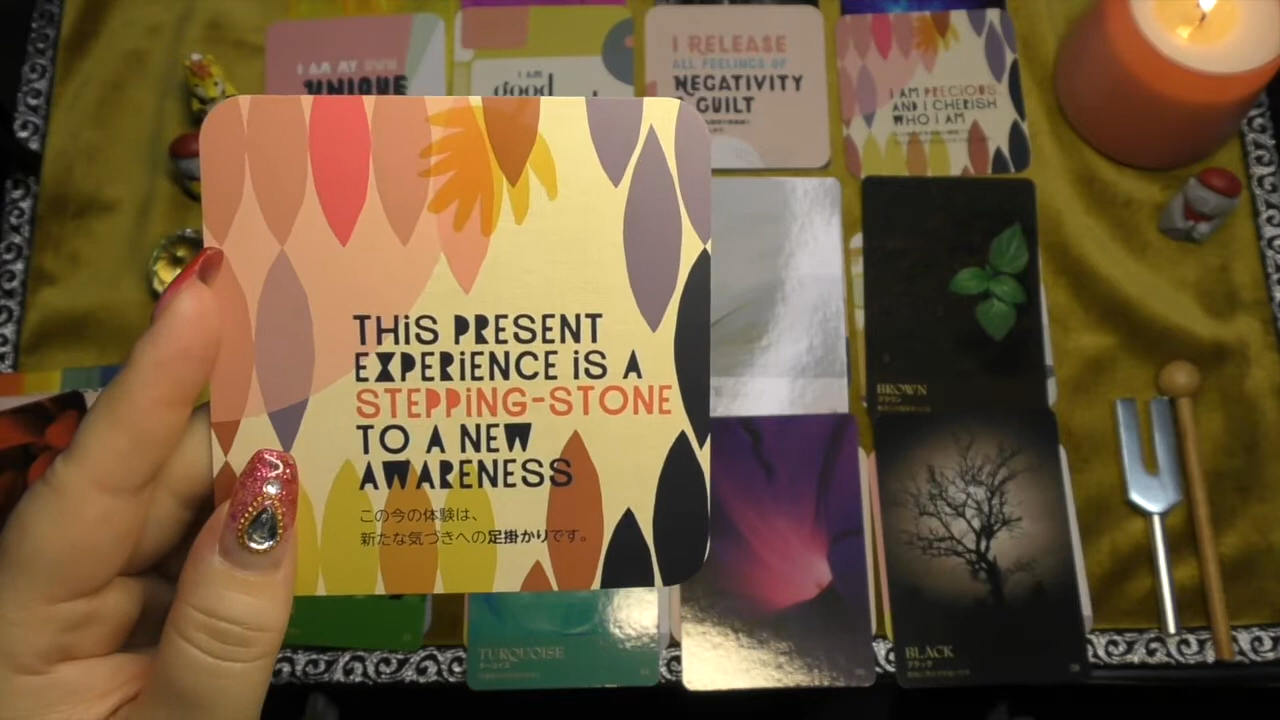 I AM MY OWN
UNIQUE
I AM
good
I RELEASE
ALL FEELINGS OF
NEGATIVITY
GUILT
I AM PRECIOUS,
AND I CHERISH
WHO I AM
THIS PRESENT
EXPERIENCE IS A
STEPPING-STONE
TO A NEW
AWARENESS
この今の体験は、
新たな気づきへの足掛かりです。
BROWN
ブラウン
TURQUOISE
ターコイズ
BLACK
ブラック